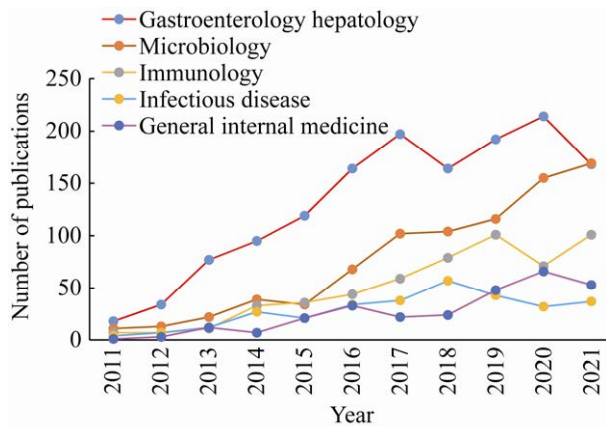 Gastroenterology hepatology
Microbiology
Immunology
Infectious disease
General internal medicine
250
200
150
100
50
0
Number of publications
2011
2012
2013
2014
2015
2016
2017
2018
2019
2020
2021
Year